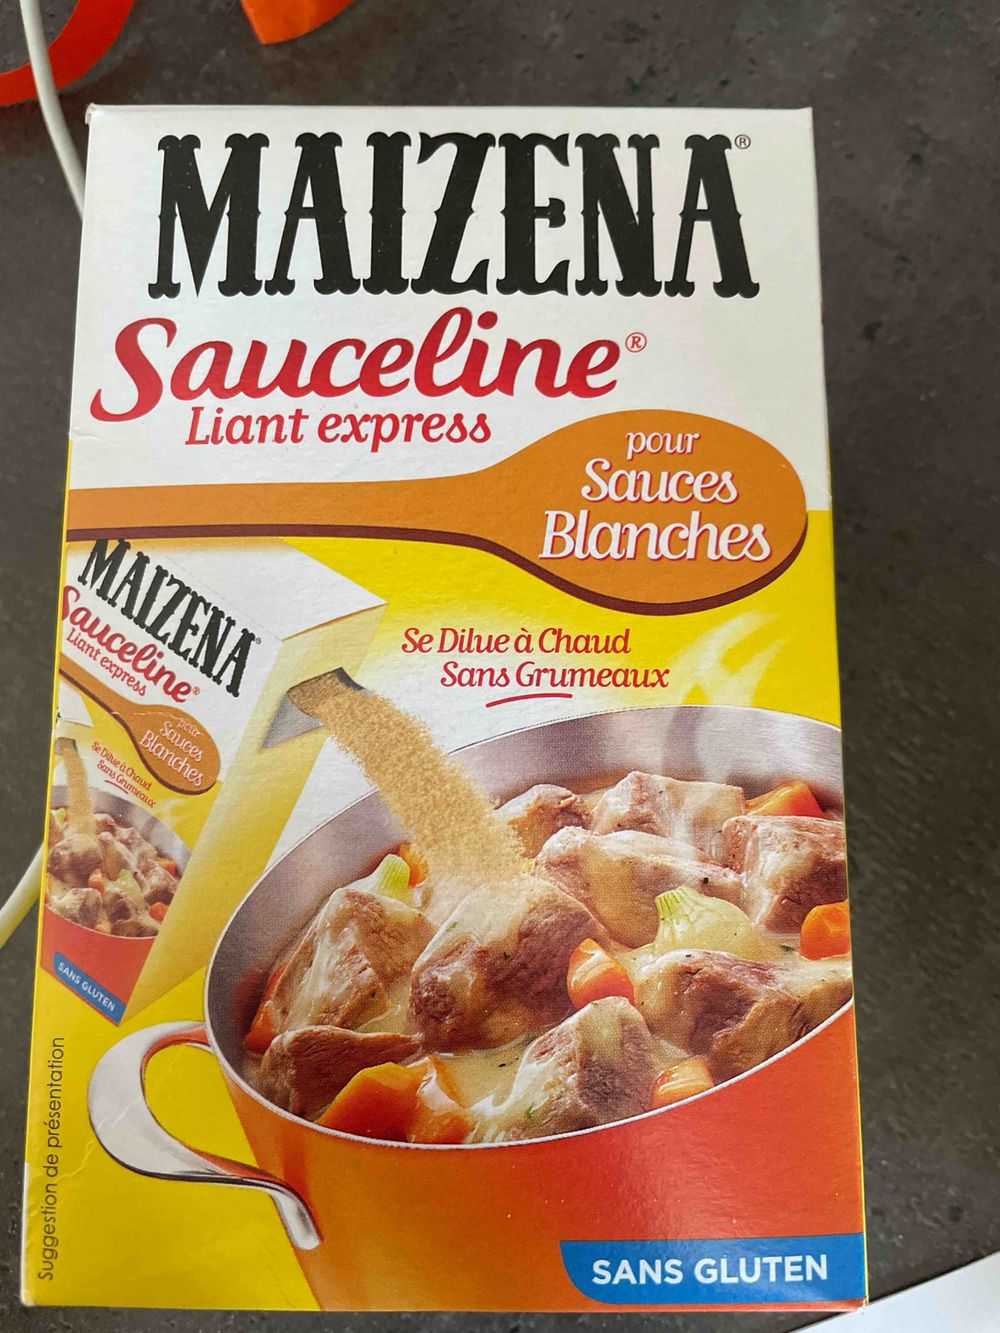 MAIZENA®
Sauceline®
Liant express
pour
Sauces
Blanches
Se Dilue à Chaud
Sans Grumeaux
MAIZENA®
Sauceline®
Liant express
pour
Sauces
Blanches
Se Dilue à Chaud
Sans Grumeaux
SANS GLUTEN
Suggestion de présentation
SANS GLUTEN